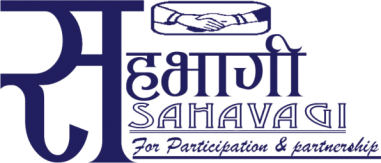 सहभागी
SAHAVAGI
For Participation & partnership